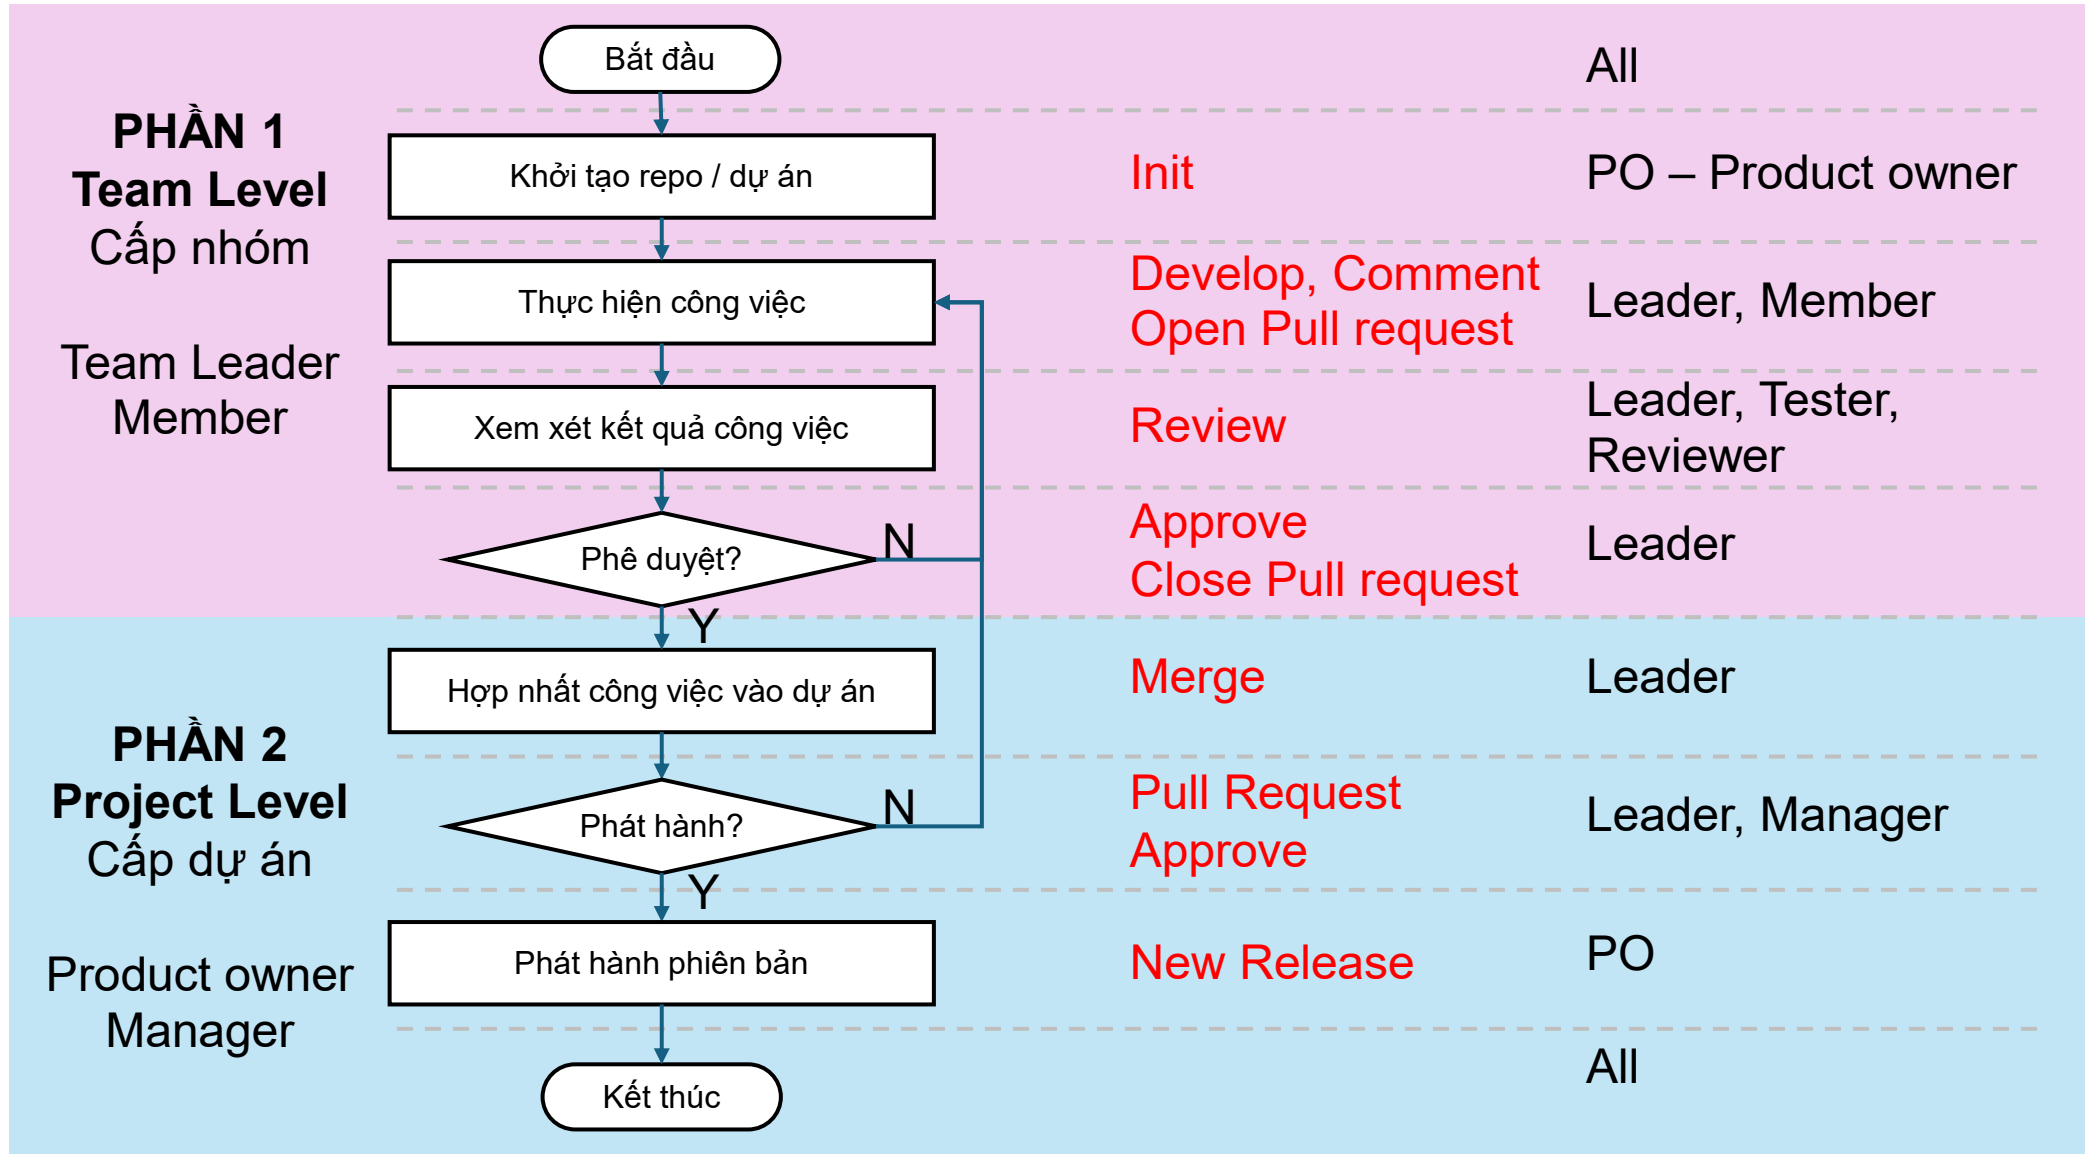 Bắt đầu
All
PHẦN 1
Team Level
Cấp nhóm
Team Leader
Member
Khởi tạo repo / dự án
Init
PO – Product owner
Thực hiện công việc
Develop, Comment
Open Pull request
Leader, Member
Xem xét kết quả công việc
Review
Leader, Tester,
Reviewer
Phê duyệt?
N
Y
Approve
Close Pull request
Leader
PHẦN 2
Project Level
Cấp dự án
Product owner
Manager
Hợp nhất công việc vào dự án
Merge
Leader
Phát hành?
N
Y
Pull Request
Approve
Leader, Manager
Phát hành phiên bản
New Release
PO
Kết thúc
All